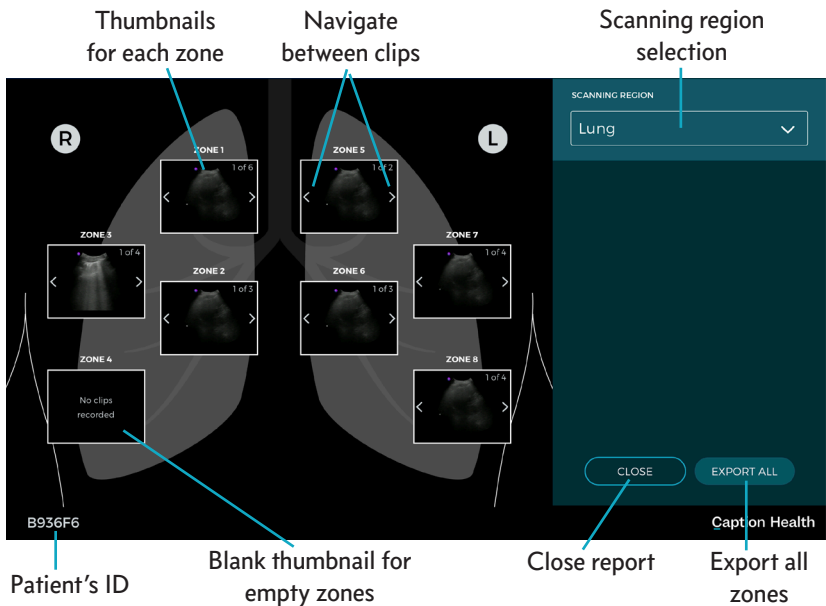 Thumbnails
for each zone
Navigate
between clips
Scanning region
selection
SCANNING REGION
Lung
R
L
ZONE 1
1 of 6
ZONE 5
1 of 2
ZONE 3
1 of 4
ZONE 7
1 of 4
ZONE 2
1 of 3
ZONE 6
1 of 3
ZONE 4
No clips
recorded
ZONE 8
1 of 4
CLOSE
EXPORT ALL
B936F6
Caption Health
Patient's ID
Blank thumbnail for
empty zones
Close report
Export all
zones